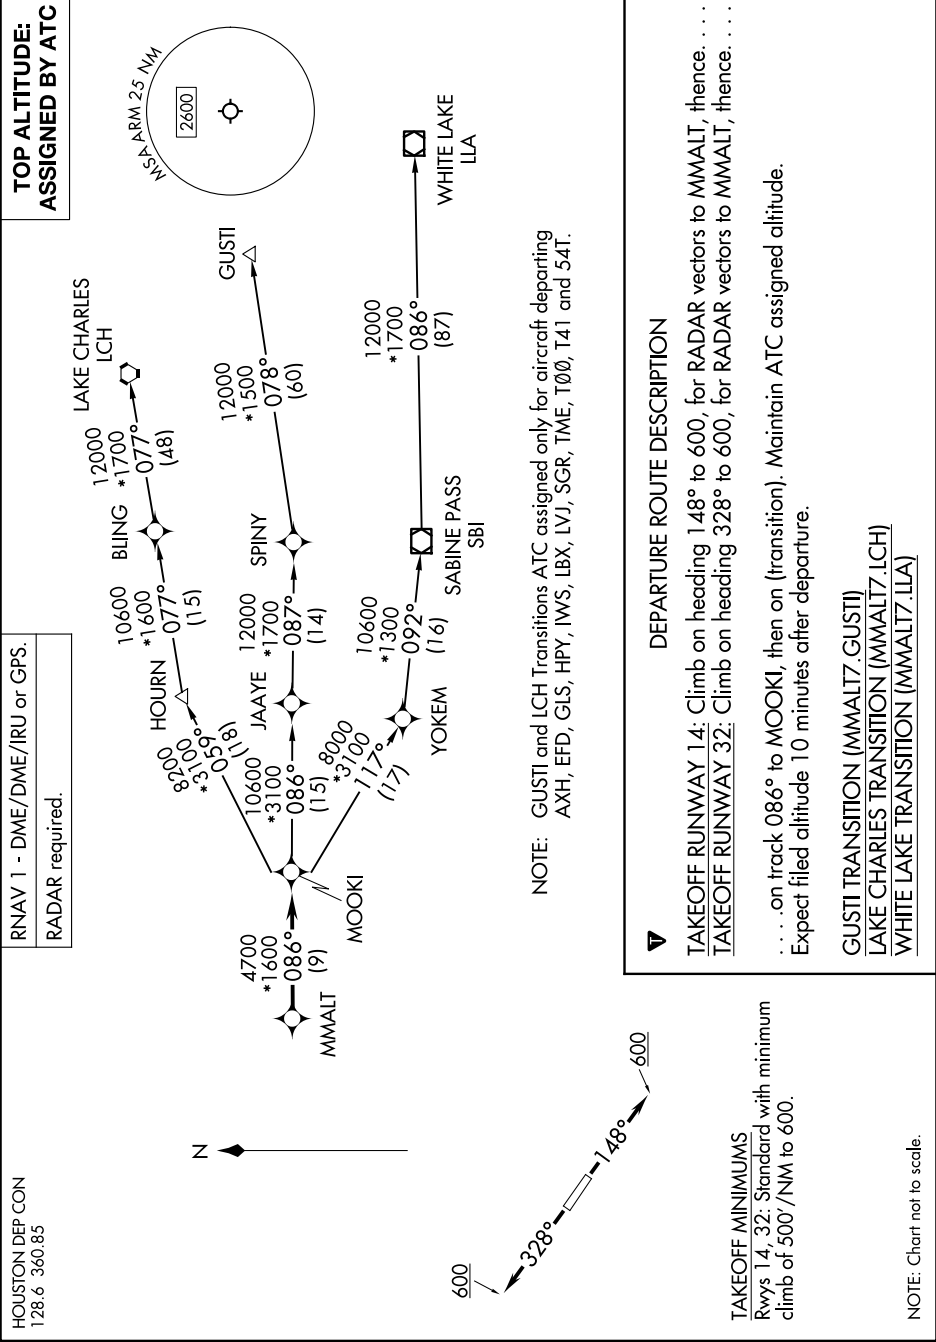 HOUSTON DEP CON
128.6 360.85
RNAV 1 - DME/DME/IRU or GPS.
RADAR required.
TOP ALTITUDE:
ASSIGNED BY ATC
MSA ARM 25 NM
2600
LAKE CHARLES
LCH
12000
*1700
077°
(48)
BLING
10600
*1600
077°
(15)
HOURN
8200
*3100
059°
(18)
GUSTI
12000
*1500
078°
(60)
SPINY
12000
*1700
087°
(14)
JAAYE
10600
*3100
086°
(15)
4700
*1600
086°
(9)
MMALT
MOOKI
8000
*3100
117°
(17)
YOKEM
10600
*1300
092°
(16)
SABINE PASS
SBI
12000
*1700
086°
(87)
WHITE LAKE
LLA
N
600
328°
148°
600
NOTE: GUSTI and LCH Transitions ATC assigned only for aircraft departing
AXH, EFD, GLS, HPY, IWS, LBX, LVJ, SGR, TME, TØØ, T41 and 54T.
TAKEOFF MINIMUMS
Rwys 14, 32: Standard with minimum
climb of 500'/NM to 600.
NOTE: Chart not to scale.
T
DEPARTURE ROUTE DESCRIPTION
TAKEOFF RUNWAY 14: Climb on heading 148° to 600, for RADAR vectors to MMALT, thence. . . .
TAKEOFF RUNWAY 32: Climb on heading 328° to 600, for RADAR vectors to MMALT, thence. . . .
. . . .on track 086° to MOOKI, then on (transition). Maintain ATC assigned altitude.
Expect filed altitude 10 minutes after departure.
GUSTI TRANSITION (MMALT7.GUSTI)
LAKE CHARLES TRANSITION (MMALT7.LCH)
WHITE LAKE TRANSITION (MMALT7.LLA)